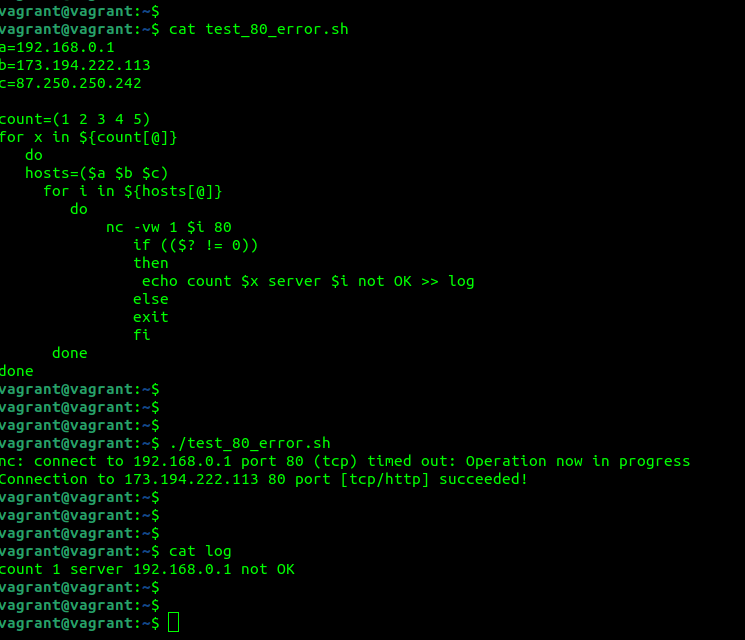 vagrant@vagrant:~$
vagrant@vagrant:~$ cat test_80_error.sh
a=192.168.0.1
b=173.194.222.113
c=87.250.250.242
count=(1 2 3 4 5)
for x in ${count[@]}
do
hosts=($a $b $c)
for i in ${hosts[@]}
do
nc -vw 1 $i 80
if (($? != 0))
then
echo count $x server $i not OK >> log
else
exit
fi
done
done
vagrant@vagrant:~$
vagrant@vagrant:~$
vagrant@vagrant:~$
vagrant@vagrant:~$ ./test_80_error.sh
nc: connect to 192.168.0.1 port 80 (tcp) timed out: Operation now in progress
Connection to 173.194.222.113 80 port [tcp/http] succeeded!
vagrant@vagrant:~$
vagrant@vagrant:~$
vagrant@vagrant:~$
vagrant@vagrant:~$ cat log
count 1 server 192.168.0.1 not OK
vagrant@vagrant:~$
vagrant@vagrant:~$
vagrant@vagrant:~$